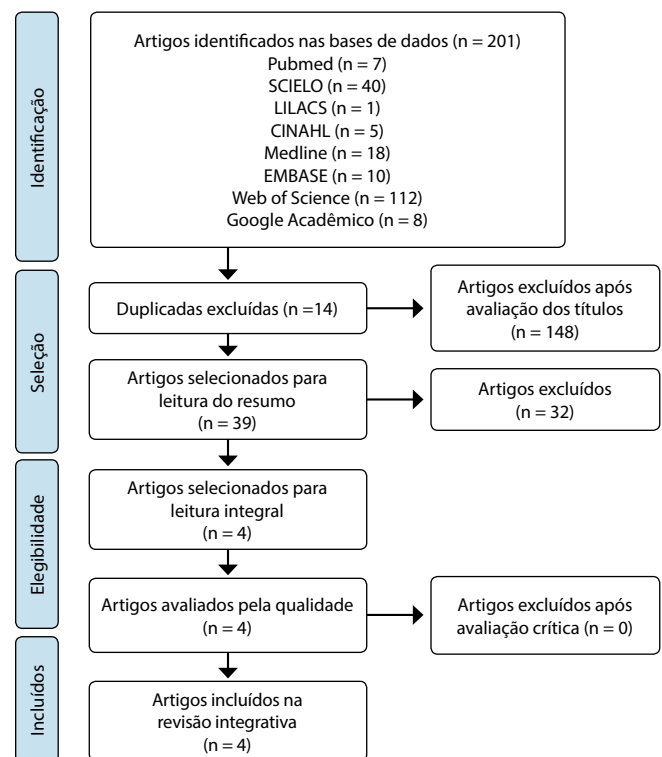 Identificação
Artigos identificados nas bases de dados (n = 201)
Pubmed (n = 7)
SCIELO (n = 40)
LILACS (n = 1)
CINAHL (n = 5)
Medline (n = 18)
EMBASE (n = 10)
Web of Science (n = 112)
Google Acadêmico (n = 8)
Seleção
Duplicadas excluídas (n =14)
Artigos excluídos após
avaliação dos títulos
(n = 148)
Artigos selecionados para
leitura do resumo
(n = 39)
Artigos excluídos
(n = 32)
Elegibilidade
Artigos selecionados para
leitura integral
(n = 4)
Artigos avaliados pela qualidade
(n = 4)
Artigos excluídos após
avaliação crítica (n = 0)
Incluídos
Artigos incluídos na
revisão integrativa
(n = 4)